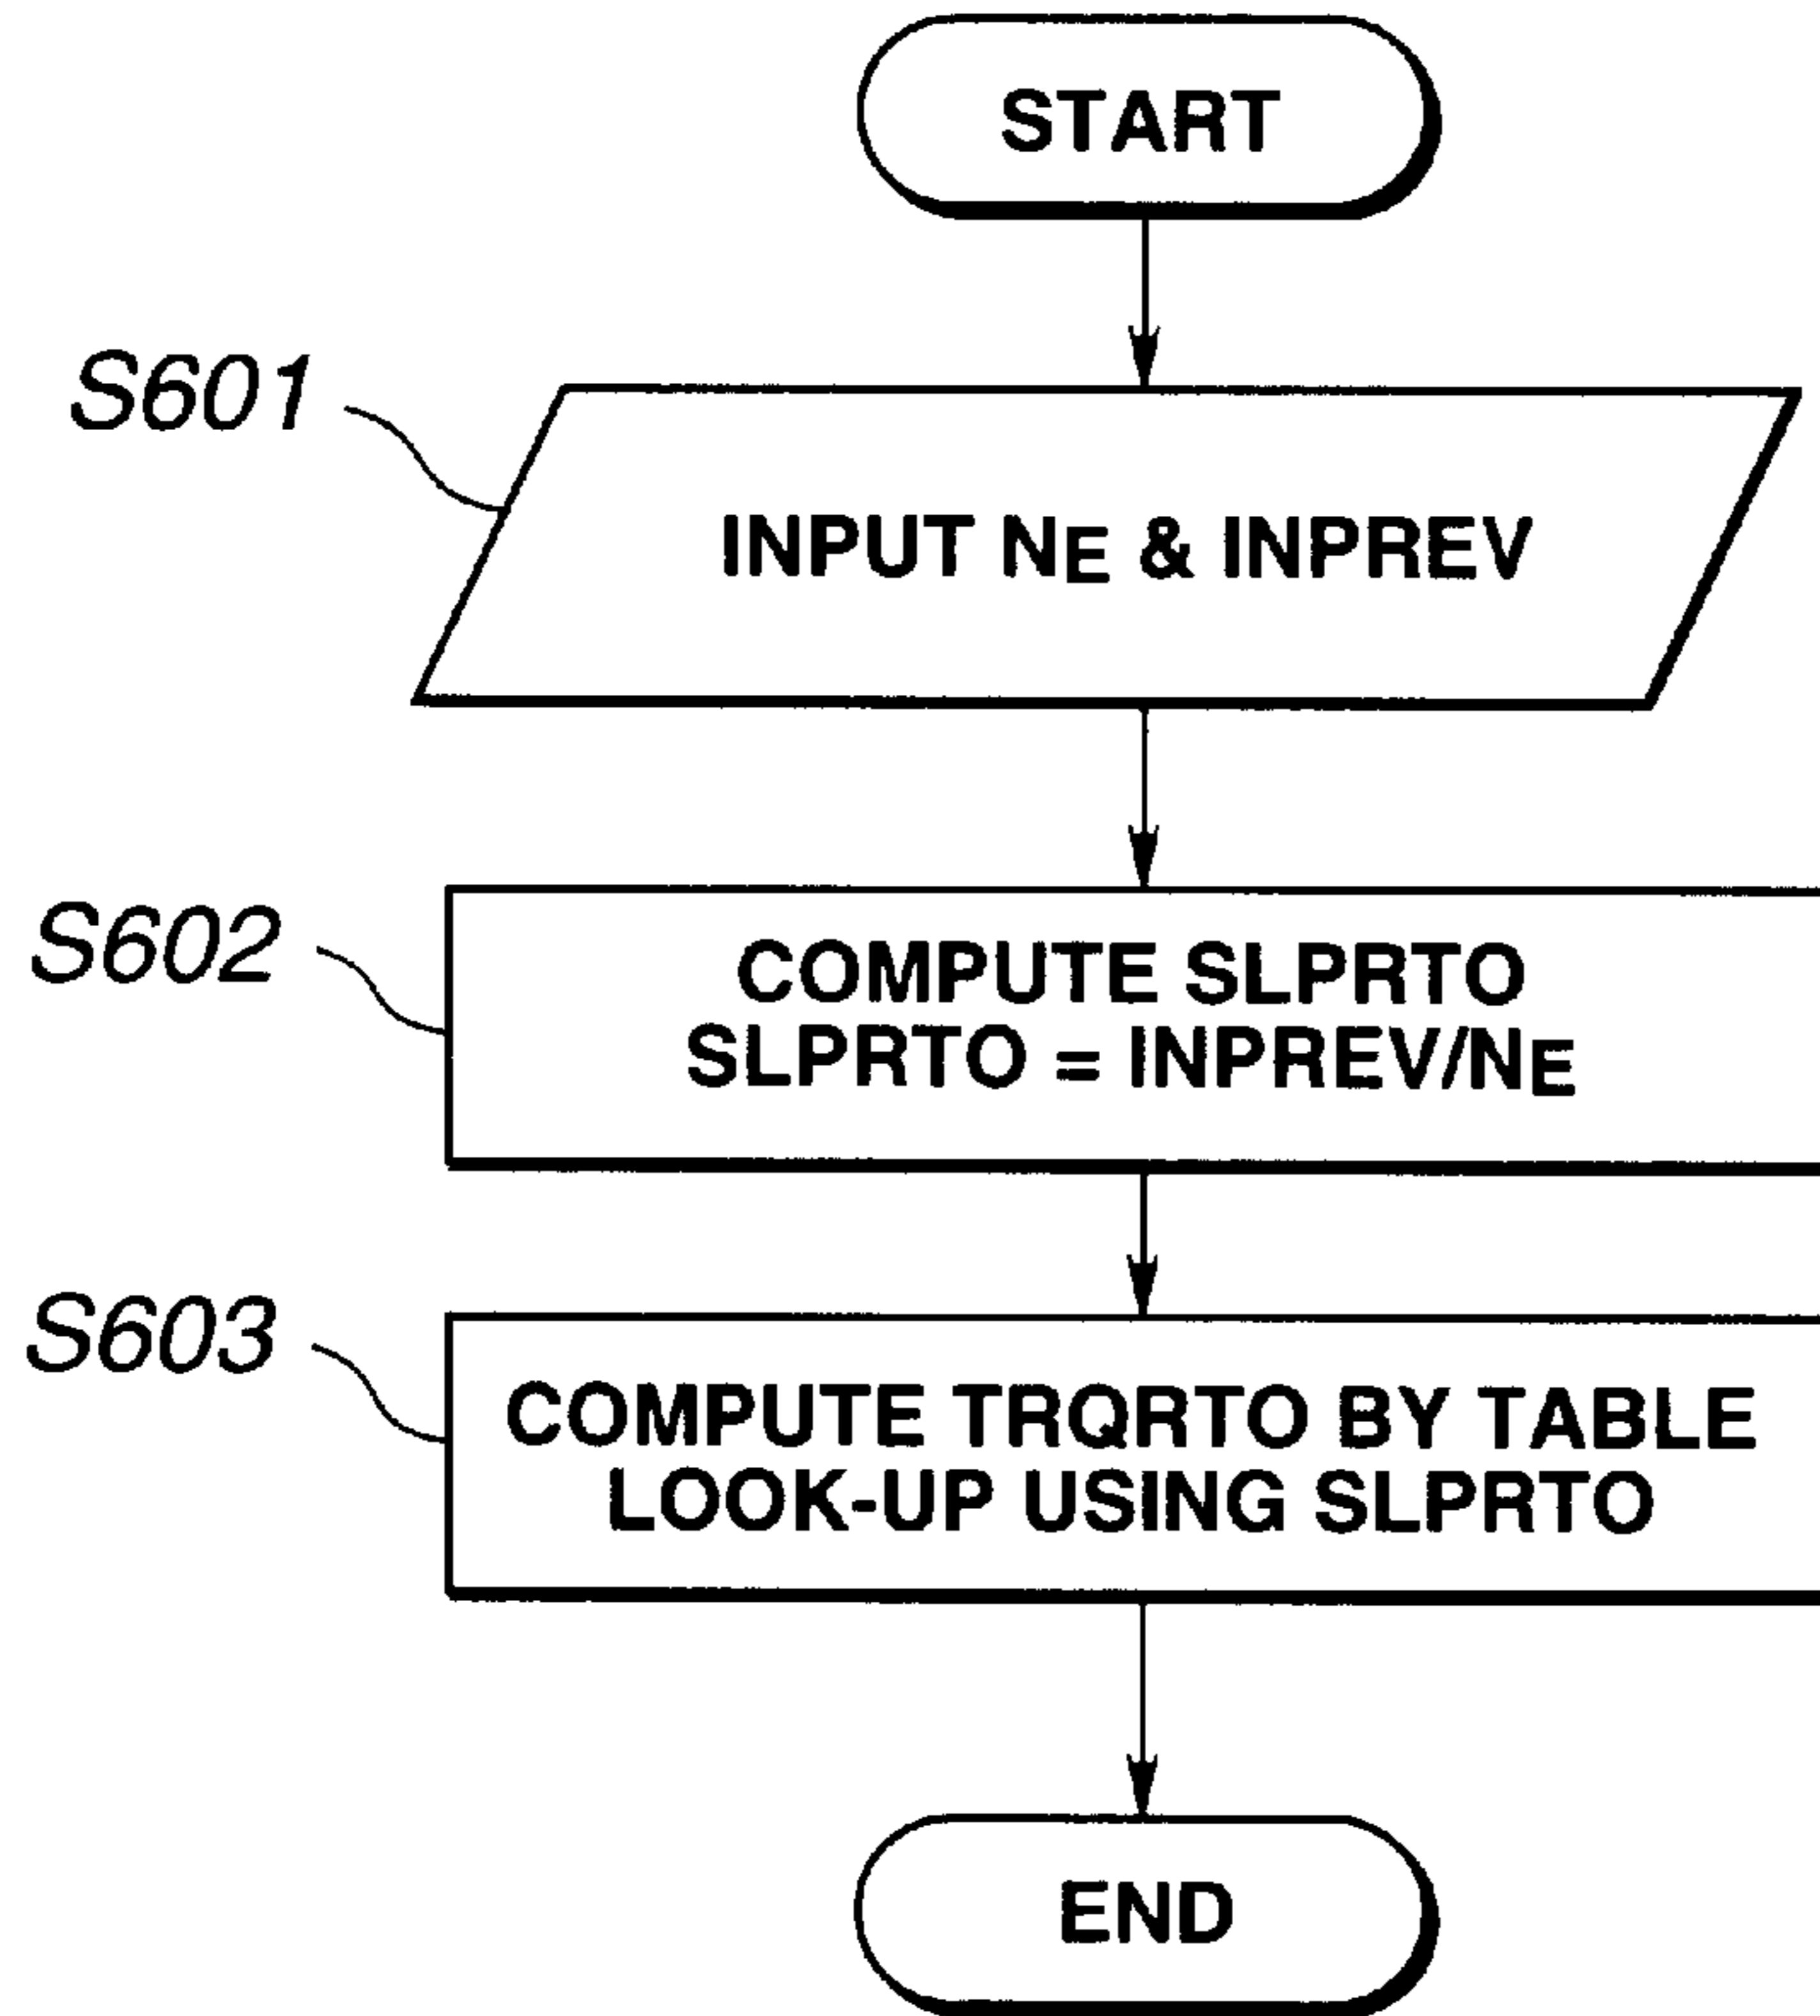 START
S601
INPUT NE & INPREV
S602
COMPUTE SLPRTO
SLPRTO = INPREV/NE
S603
COMPUTE TRQRTO BY TABLE
LOOK-UP USING SLPRTO
END